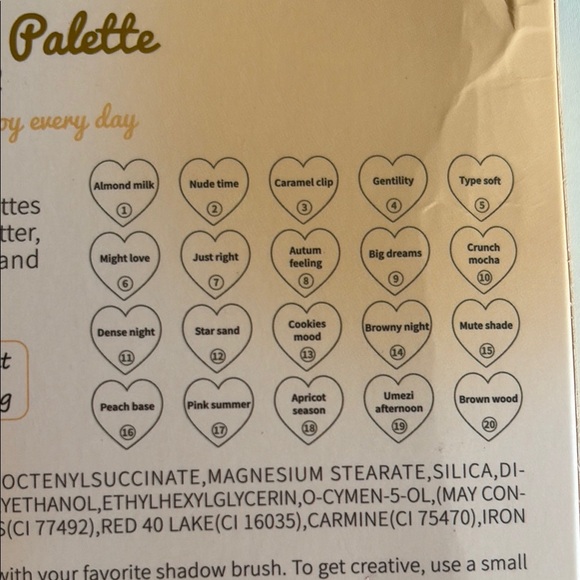 Palette
oy every day
Almond milk 1
Nude time 2
Caramel clip 3
Gentility 4
Type soft 5
ttes
tter,
and
Might love 6
Just right 7
Autum
feeling
8
Big dreams 9
Crunch
mocha
10
Dense night 11
Star sand 12
Cookies
mood
13
Browny night 14
Mute shade 15
t
g
Peach base 16
Pink summer 17
Apricot
season
18
Umezi
afternoon
19
Brown wood 20
OCTENYLSUCCINATE,MAGNESIUM STEARATE,SILICA,DI-
YETHANOL,ETHYLHEXYLGLYCERIN,O-CYMEN-5-OL,(MAY CON-
S(CI 77492),RED 40 LAKE(CI 16035),CARMINE(CI 75470),IRON
with your favorite shadow brush. To get creative, use a small